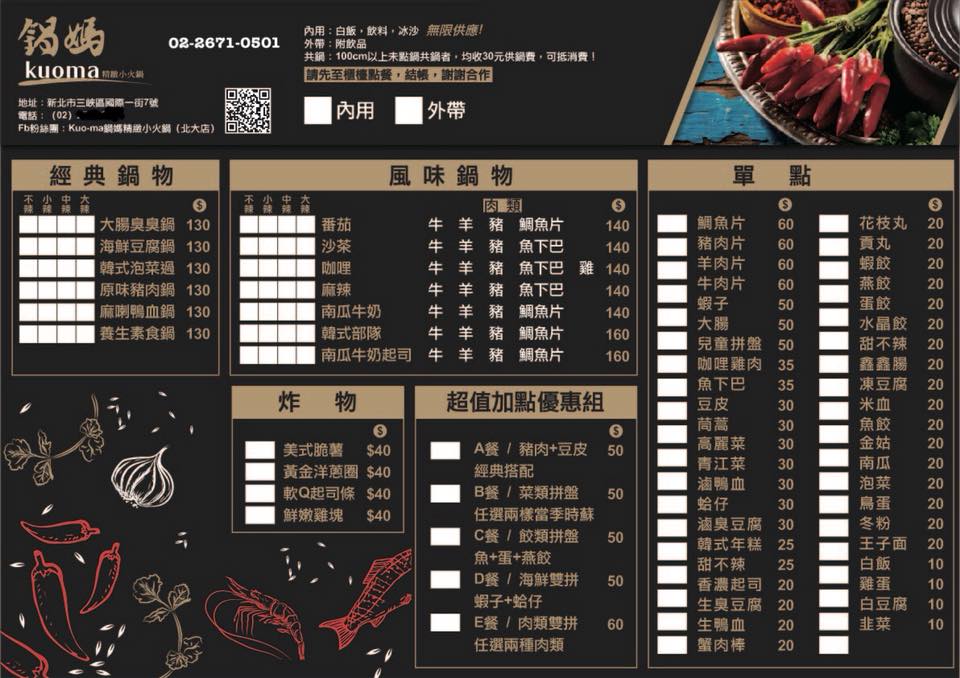 鍋媽
kuoma 精緻小火鍋
02-2671-0501
內用：白飯，飲料，冰沙 無限供應!
外帶：附飲品
共鍋：100cm以上未點鍋共鍋者，均收30元供鍋費，可抵消費！
請先至櫃檯點餐，結帳，謝謝合作
內用 外帶
地址：新北市三峽區國際一街7號
電話：（02）
Fb粉絲團：Kuo-ma鍋媽精緻小火鍋（北大店）
經典鍋物
不辣 小辣 中辣 大辣 $
大腸臭臭鍋 130
海鮮豆腐鍋 130
韓式泡菜過 130
原味豬肉鍋 130
麻喇鴨血鍋 130
養生素食鍋 130
風味鍋物
不辣 小辣 中辣 大辣 肉類 $
番茄 牛 羊 豬 鯛魚片 140
沙茶 牛 羊 豬 魚下巴 140
咖哩 牛 羊 豬 魚下巴 雞 140
麻辣 牛 羊 豬 魚下巴 140
南瓜牛奶 牛 羊 豬 鯛魚片 140
韓式部隊 牛 羊 豬 鯛魚片 160
南瓜牛奶起司 牛 羊 豬 鯛魚片 160
炸物
$
美式脆薯 $40
黃金洋蔥圈 $40
軟Q起司條 $40
鮮嫩雞塊 $40
超值加點優惠組
$
A餐 / 豬肉+豆皮 50
經典搭配
B餐 / 菜類拼盤 50
任選兩樣當季時蘇
C餐 / 餃類拼盤 50
魚+蛋+燕餃
D餐 / 海鮮雙拼 50
蝦子+蛤仔
E餐 / 肉類雙拼 60
任選兩種肉類
單點
$ $
鯛魚片 60 花枝丸 20
豬肉片 60 貢丸 20
羊肉片 60 蝦餃 20
牛肉片 60 燕餃 20
蝦子 50 蛋餃 20
大腸 50 水晶餃 20
兒童拼盤 50 甜不辣 20
咖哩雞肉 35 鑫鑫腸 20
魚下巴 35 凍豆腐 20
豆皮 30 米血 20
茼蒿 30 魚餃 20
高麗菜 30 金姑 20
青江菜 30 南瓜 20
滷鴨血 30 泡菜 20
蛤仔 30 鳥蛋 20
滷臭豆腐 30 冬粉 20
韓式年糕 25 王子面 20
甜不辣 25 白飯 10
香濃起司 20 雞蛋 10
生臭豆腐 20 白豆腐 10
生鴨血 20 韭菜 10
蟹肉棒 20